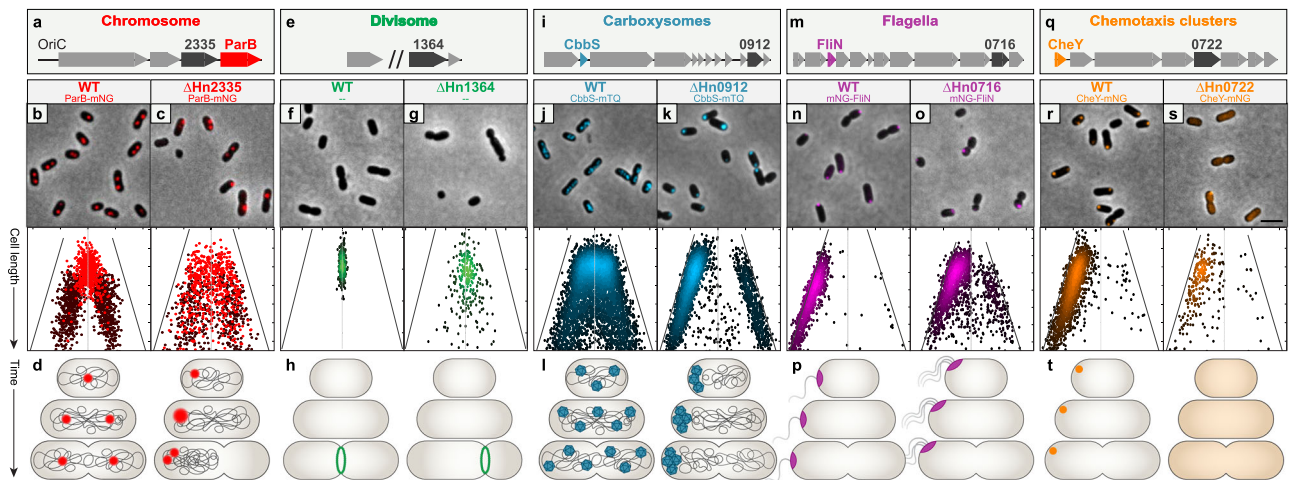 a Chromosome
OriC 2335 ParB
e Divisome
1364
i Carboxysomes
CbbS 0912
m Flagella
FliN 0716
q Chemotaxis clusters
CheY 0722
WT ΔHn2335
ParB-mNG ParB-mNG
b c
WT ΔHn1364
-- --
f g
WT ΔHn0912
CbbS-mTQ CbbS-mTQ
j k
WT ΔHn0716
mNG-FliN mNG-FliN
n o
WT ΔHn0722
CheY-mNG CheY-mNG
r s
Cell length
Time
d
h
l
p
t